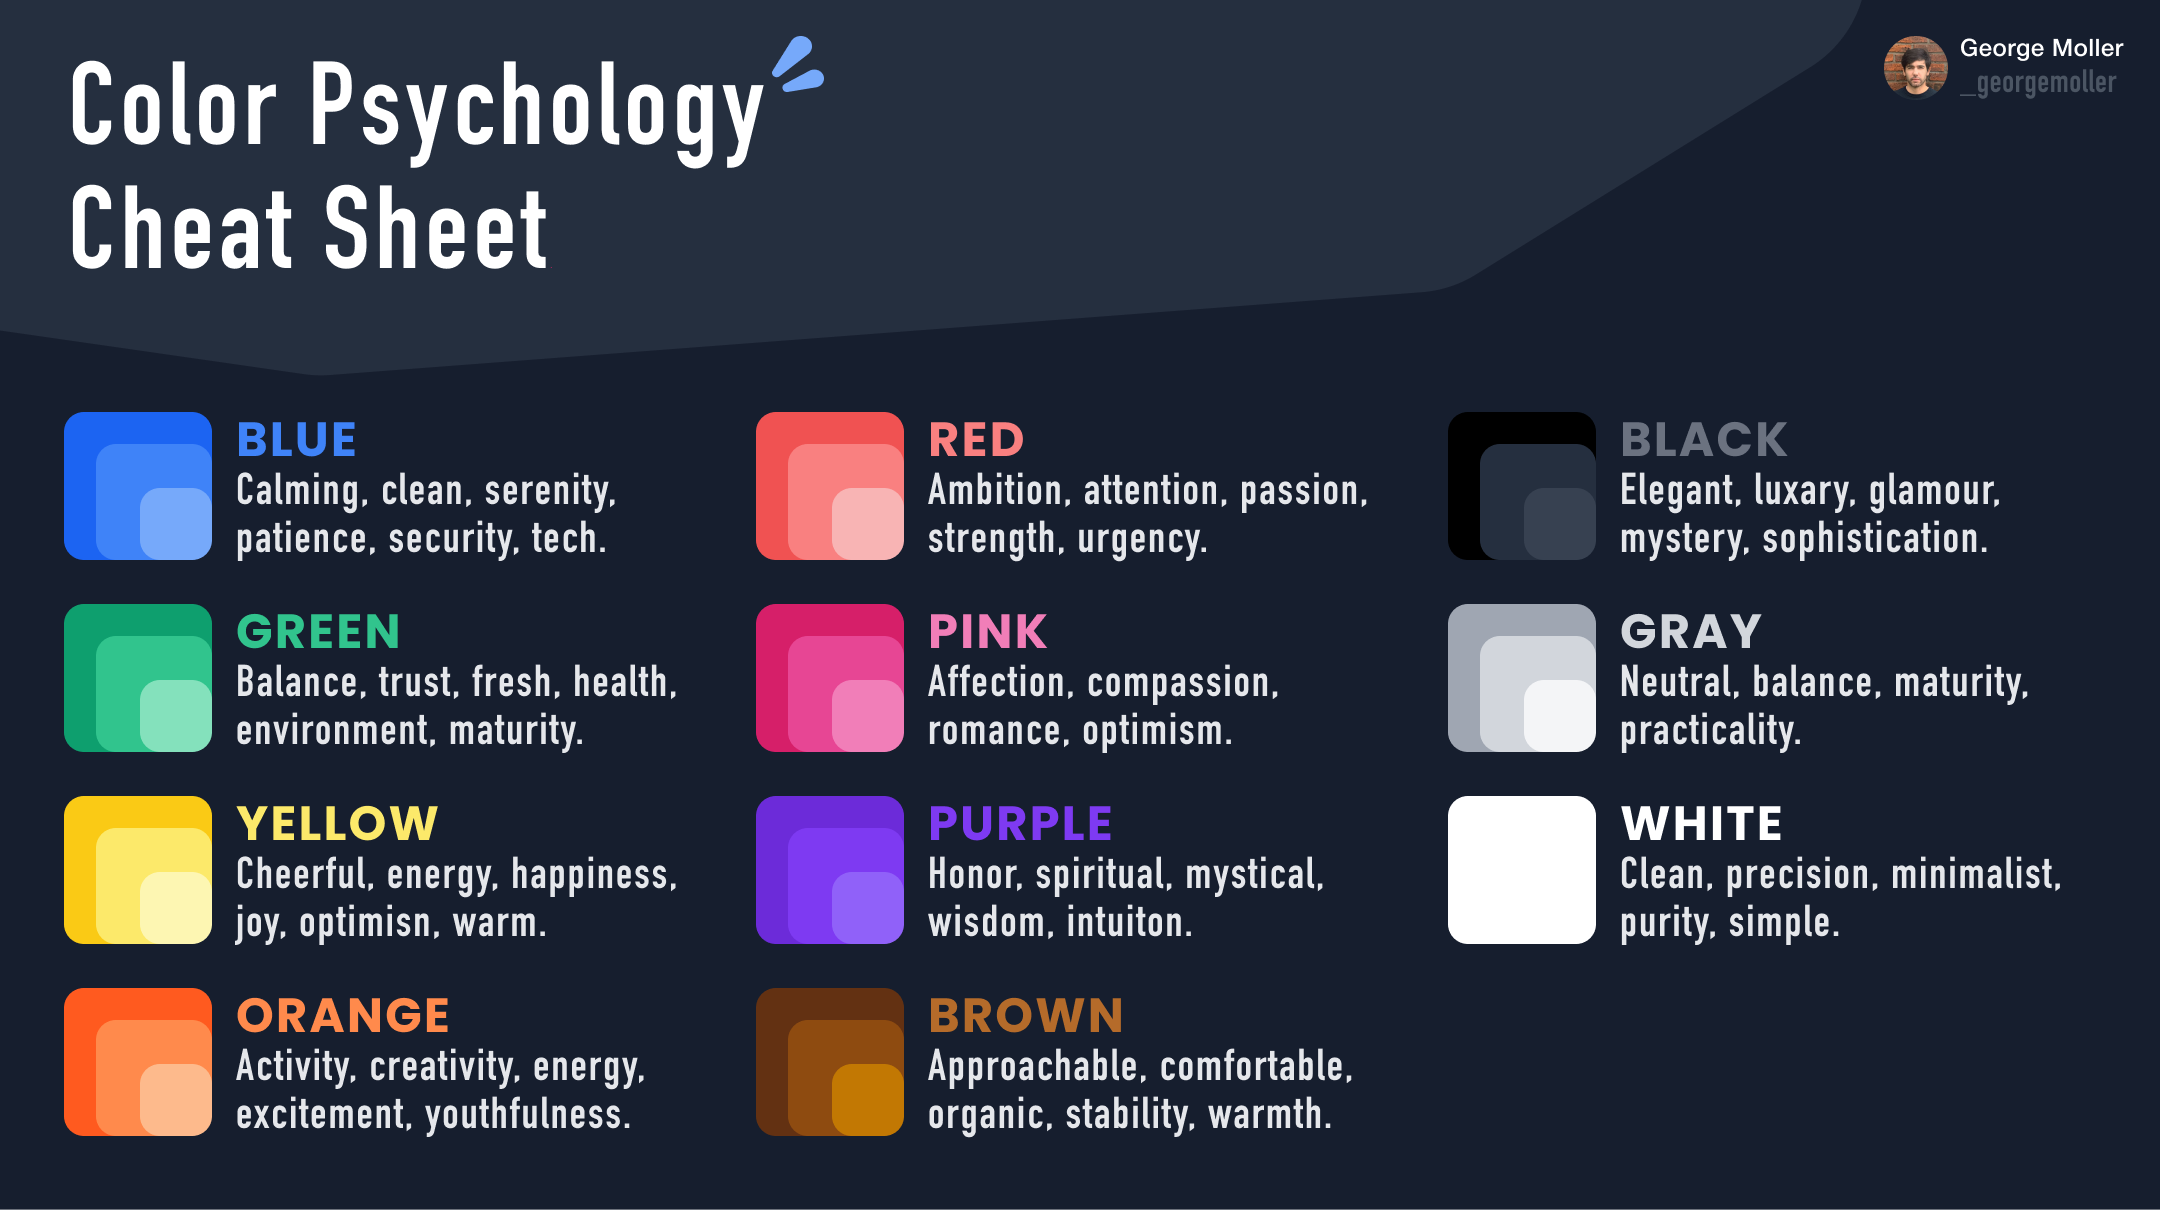 Color Psychology
Cheat Sheet
George Moller
_georgemoller
BLUE
Calming, clean, serenity,
patience, security, tech.
GREEN
Balance, trust, fresh, health,
environment, maturity.
YELLOW
Cheerful, energy, happiness,
joy, optimisn, warm.
ORANGE
Activity, creativity, energy,
excitement, youthfulness.
RED
Ambition, attention, passion,
strength, urgency.
PINK
Affection, compassion,
romance, optimism.
PURPLE
Honor, spiritual, mystical,
wisdom, intuiton.
BROWN
Approachable, comfortable,
organic, stability, warmth.
BLACK
Elegant, luxary, glamour,
mystery, sophistication.
GRAY
Neutral, balance, maturity,
practicality.
WHITE
Clean, precision, minimalist,
purity, simple.